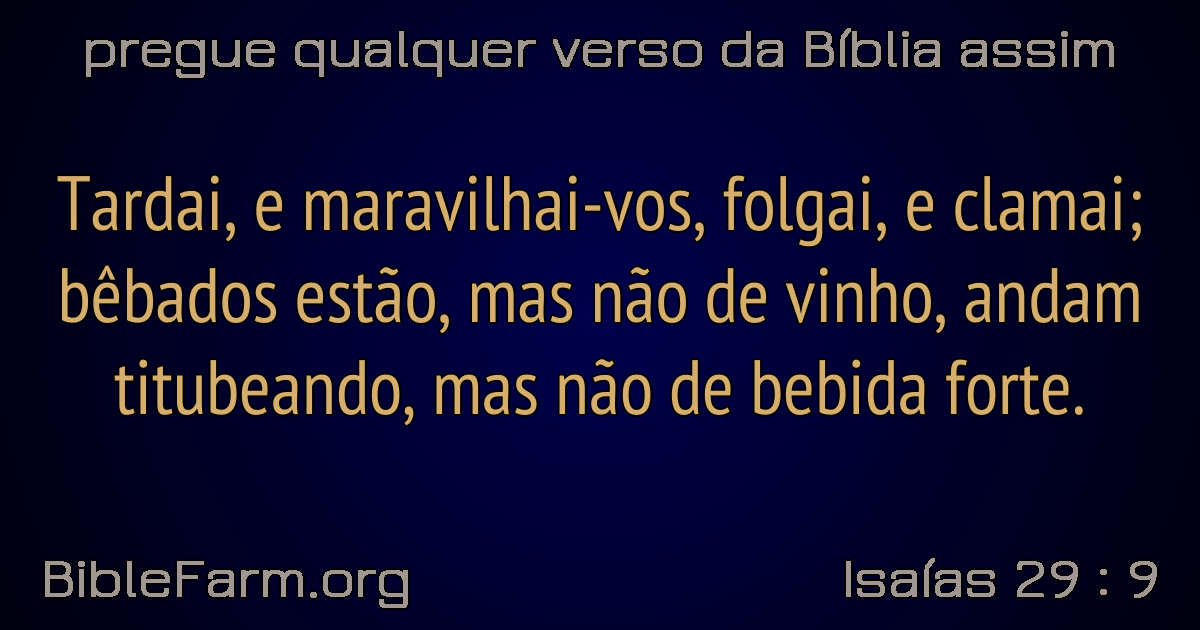 pregue qualquer verso da Bíblia assim
Tardai, e maravilhai-vos, folgai, e clamai;
bêbados estão, mas não de vinho, andam
titubeando, mas não de bebida forte.
BibleFarm.org
Isaías 29 : 9